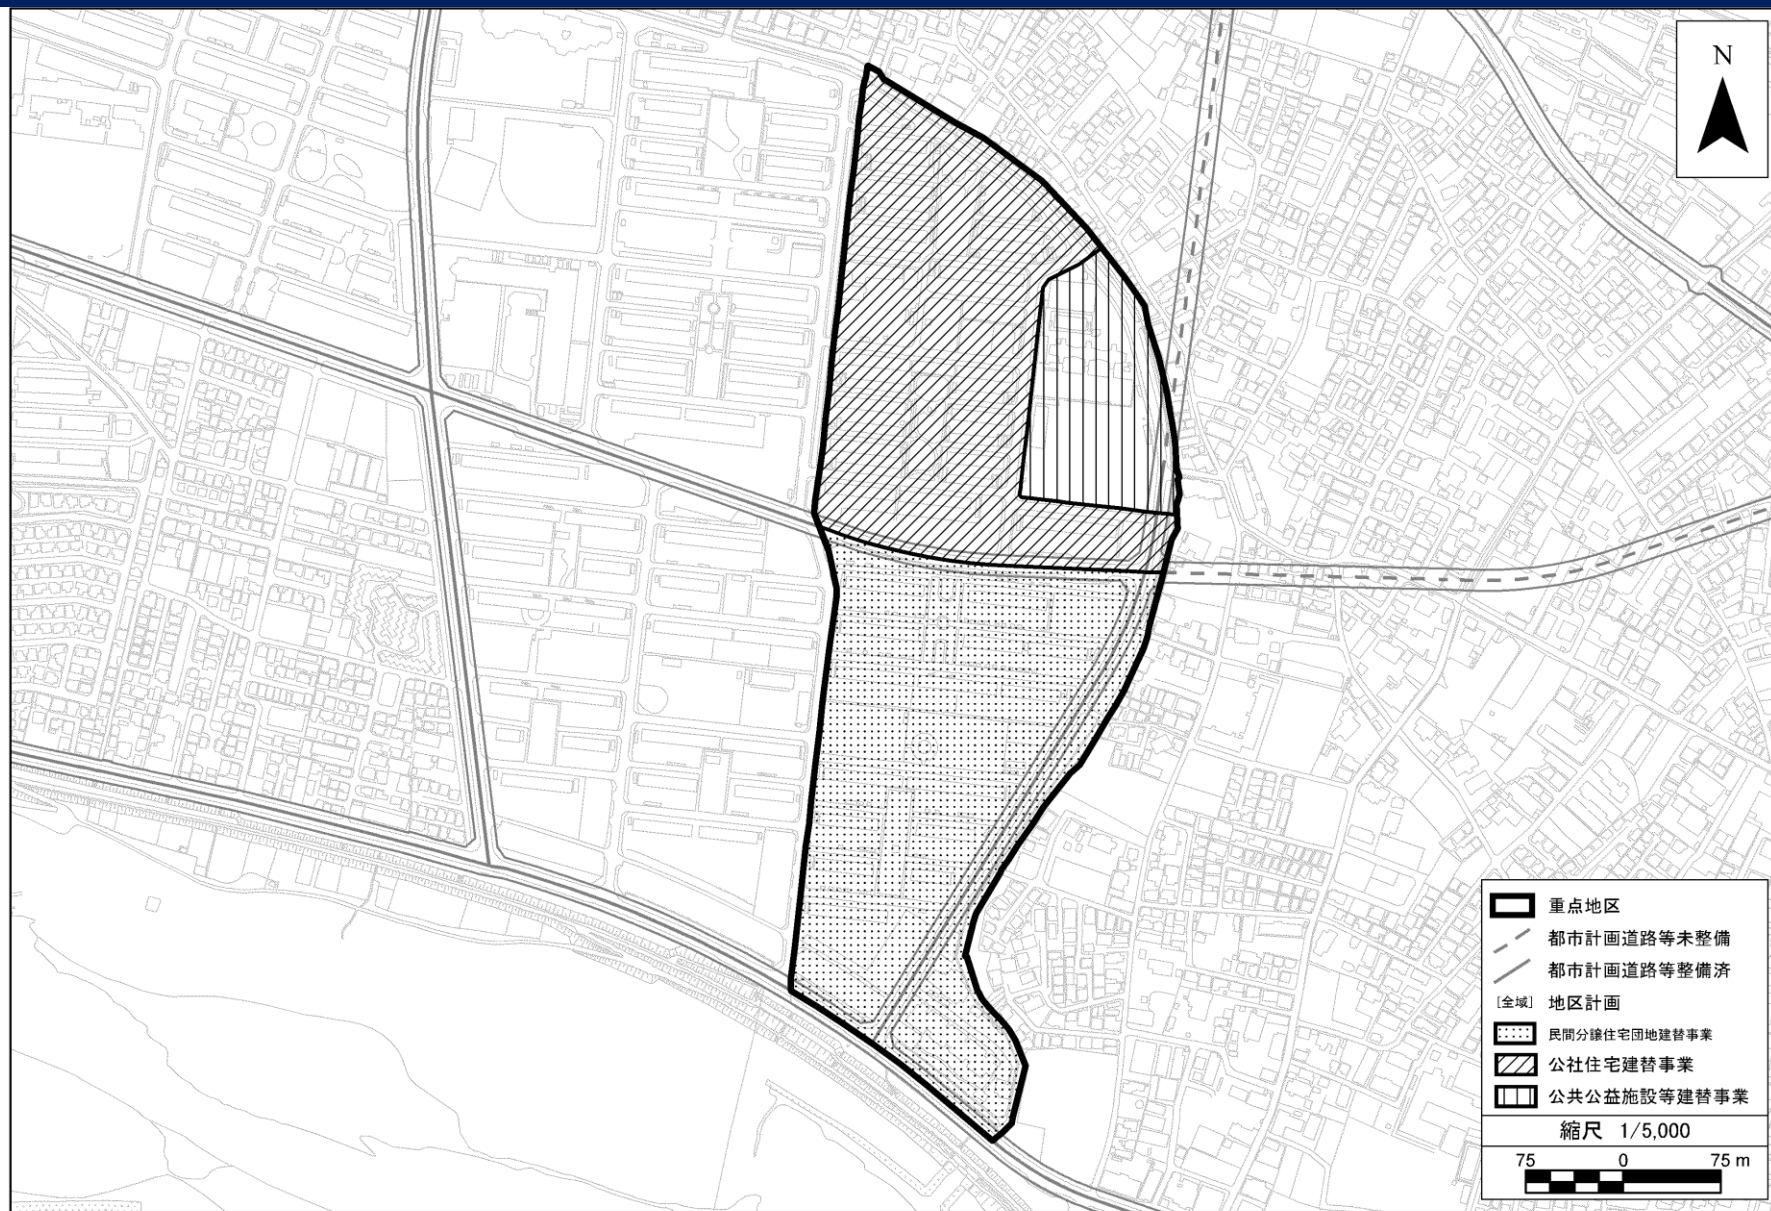 N
重点地区
都市計画道路等未整備
都市計画道路等整備済
[全域] 地区計画
民間分譲住宅団地建替事業
公社住宅建替事業
公共公益施設等建替事業
縮尺 1/5,000
75 0 75 m